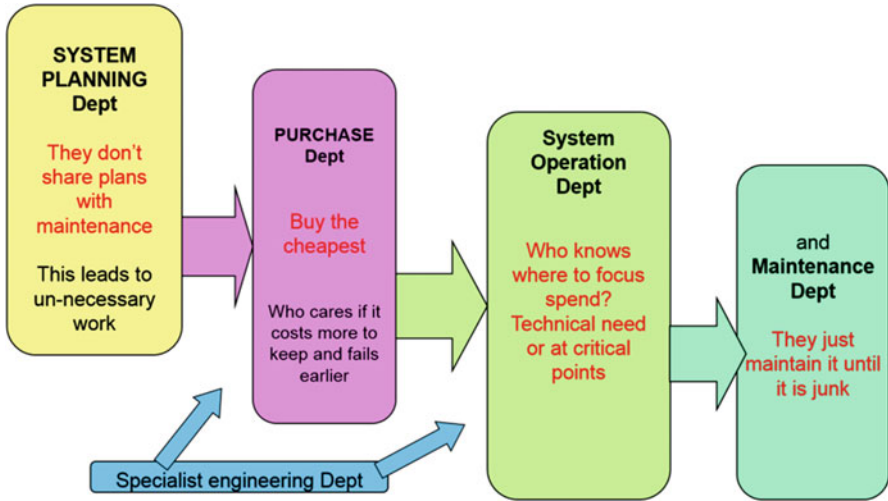 SYSTEM
PLANNING
Dept
They don't
share plans
with
maintenance
This leads to
un-necessary
work
PURCHASE
Dept
Buy the
cheapest
Who cares if it
costs more to
keep and fails
earlier
System
Operation
Dept
Who knows
where to focus
spend?
Technical need
or at critical
points
and
Maintenance
Dept
They just
maintain it until
it is junk
Specialist engineering Dept